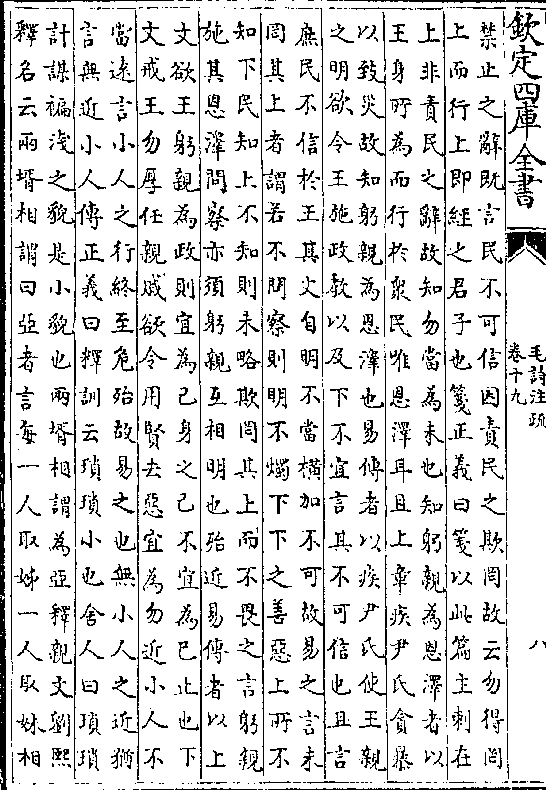 欽定四庫全書
毛詩注疏
卷十九
八
禁止之辭既言民不可信因責民之欺罔故云勿得罔
上而行上即經之君子也箋正義曰箋以此篇主刺在
上非責民之辭故知勿當為末也知躬親為恩澤者以
王身所為而行於衆民唯恩澤耳且上章疾尹氏貪暴
以致災故知躬親為恩澤也易傳者以疾尹氏使王親
之明欲令王施政教以及下不宜言其不可信也且言
庶民不信於王其文自明不當横加不可故易之言末
罔其上者謂若不問察則明不燭下下之善惡上所不
知下民知上不知則末略欺罔其上而不畏之言躬親
施其恩澤問察亦須躬親互相明也殆近易傳者以上
文欲王躬親為政則宜為己身之己不宜為已止也下
文戒王勿厚任親戚欲令用賢去惡宜為勿近小人不
當遠言小人之行終至危殆故易之也無小人之近猶
言無近小人傳正義曰釋訓云瑣瑣小也舍人曰瑣瑣
計謀褊淺之貌是小貌也兩壻相謂為亞釋親文劉熙
釋名云兩壻相謂曰亞者言每一人取姊一人取妹相